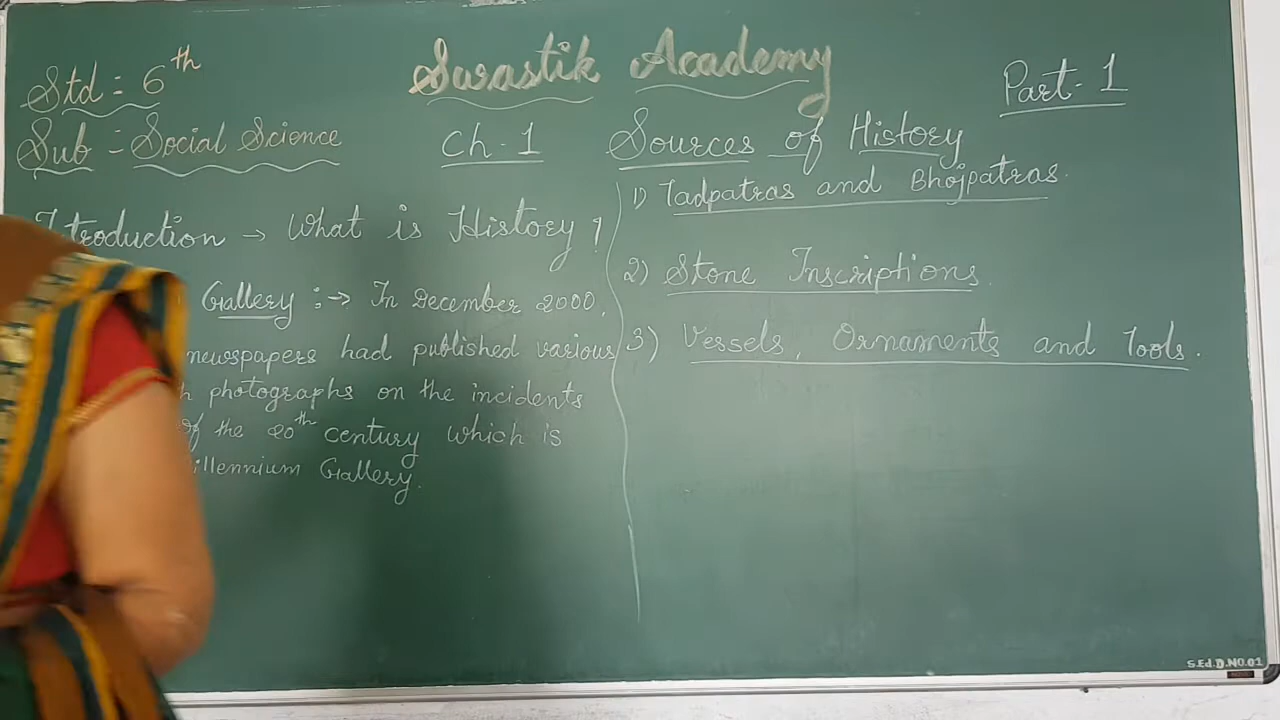 Swastik Academy
Std : 6th
Part- 1
Sub : Social Science
Ch - 1
Sources of History
Introduction → What is History ?
Gallery :→ In December 2000,
newspapers had published various
photographs on the incidents
of the 20th century which is
Gallery.
1) Tadpatras and Bhojpatras.
2) Stone Inscriptions.
3) Vessels, Ornaments and Tools.
S.Ed.D.NO.01